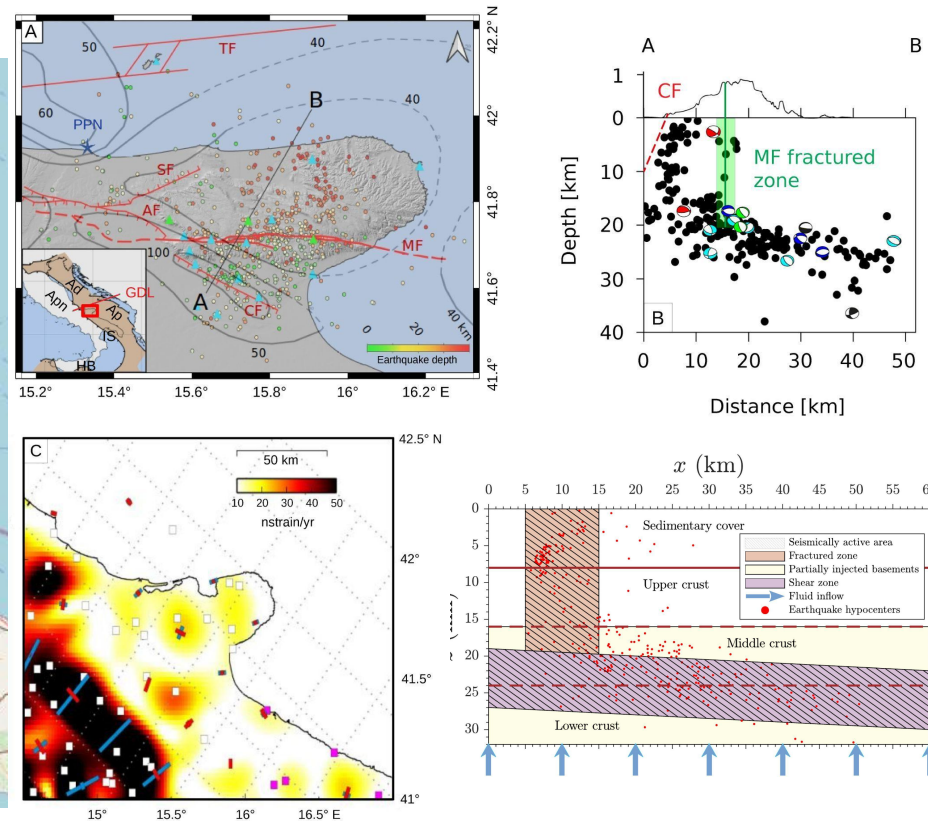 A
50
40
42.2° N
TF
60
PPN
B
40
42°
SF
AF
41.8°
100
MF
A
CF
41.6°
50
Ad
GDL
Apn
Ap
IS
HB
0
20
40 km
Earthquake depth
41.4°
15.2°
15.4°
15.6°
15.8°
16°
16.2° E
A
B
1
0
CF
MF fractured
zone
10
20
30
40
Depth [km]
B
0
10
20
30
40
50
Distance [km]
C
50 km
10
20
30
40
50
nstrain/yr
42.5° N
42°
41.5°
41°
15°
15.5°
16°
16.5° E
x (km)
0
5
10
15
20
25
30
35
40
45
50
55
0
5
10
15
20
25
30
Sedimentary cover
Upper crust
Middle crust
Lower crust
Seismically active area
Fractured zone
Partially injected basements
Shear zone
Fluid inflow
Earthquake hypocenters